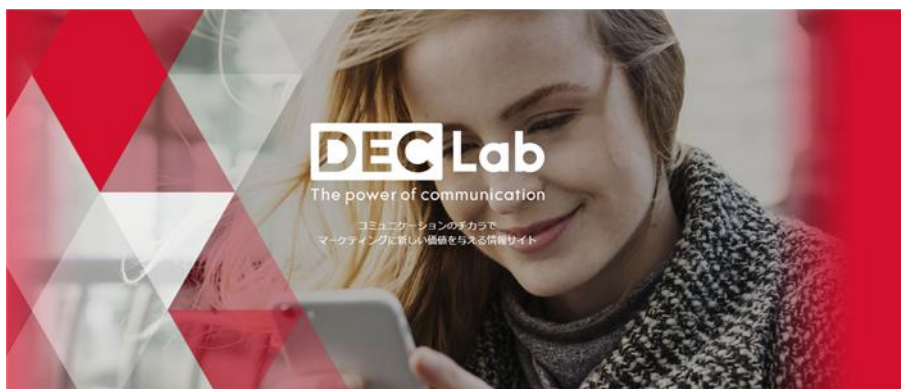 DEC Lab
The power of communication
コミュニケーションのチカラで
マーケティングに新しい価値を与える情報サイト